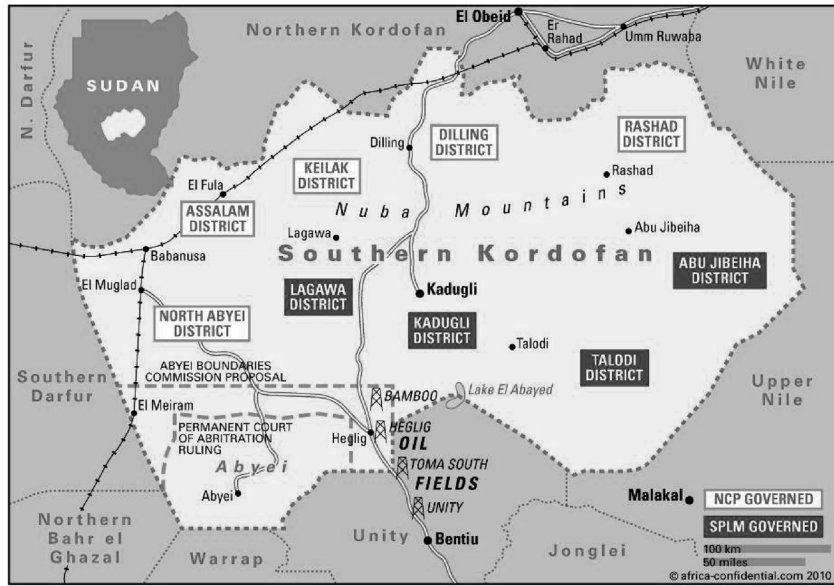 El Obeid
Northern Kordofan
Er
Rahad
Umm Ruwaba
White
Nile
N. Darfur
SUDAN
Dilling
DILLING
DISTRICT
RASHAD
DISTRICT
KEILAK
DISTRICT
Rashad
El Fula
ASSALAM
DISTRICT
Nuba Mountains
Lagawa
Abu Jibeiha
Babanusa
Southern Kordofan
ABU JIBEIHA
DISTRICT
El Muglad
LAGAWA
DISTRICT
Kadugli
NORTH ABYEI
DISTRICT
KADUGLI
DISTRICT
Talodi
TALODI
DISTRICT
ABYEI BOUNDARIES
COMMISSION PROPOSAL
Southern
Darfur
Upper
Nile
BAMBOO
Lake El Abayed
El Meiram
PERMANENT COURT
OF ABRITRATION
RULING
Heglig
HEGLIG
OIL
Abyei
TOMA SOUTH
FIELDS
Abyei
UNITY
Malakal
NCP GOVERNED
SPLM GOVERNED
Northern
Bahr el
Ghazal
Warrap
Unity
Bentiu
Jonglei
100 km
50 miles
© africa-confidential.com 2010